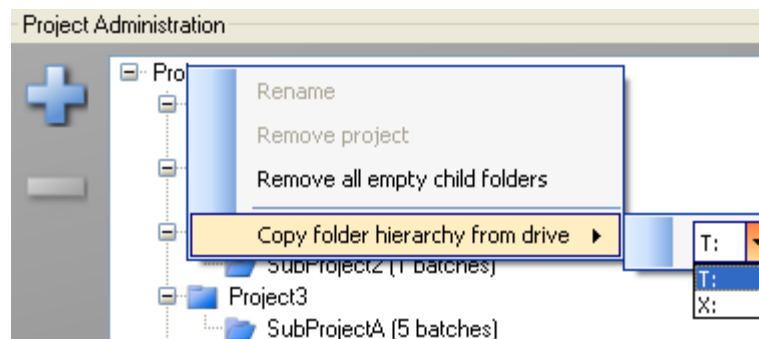 Project Administration
Rename
Remove project
Remove all empty child folders
Copy folder hierarchy from drive
T:
T:
X:
SubProject2 (1 batches)
Project3
SubProjectA (5 batches)